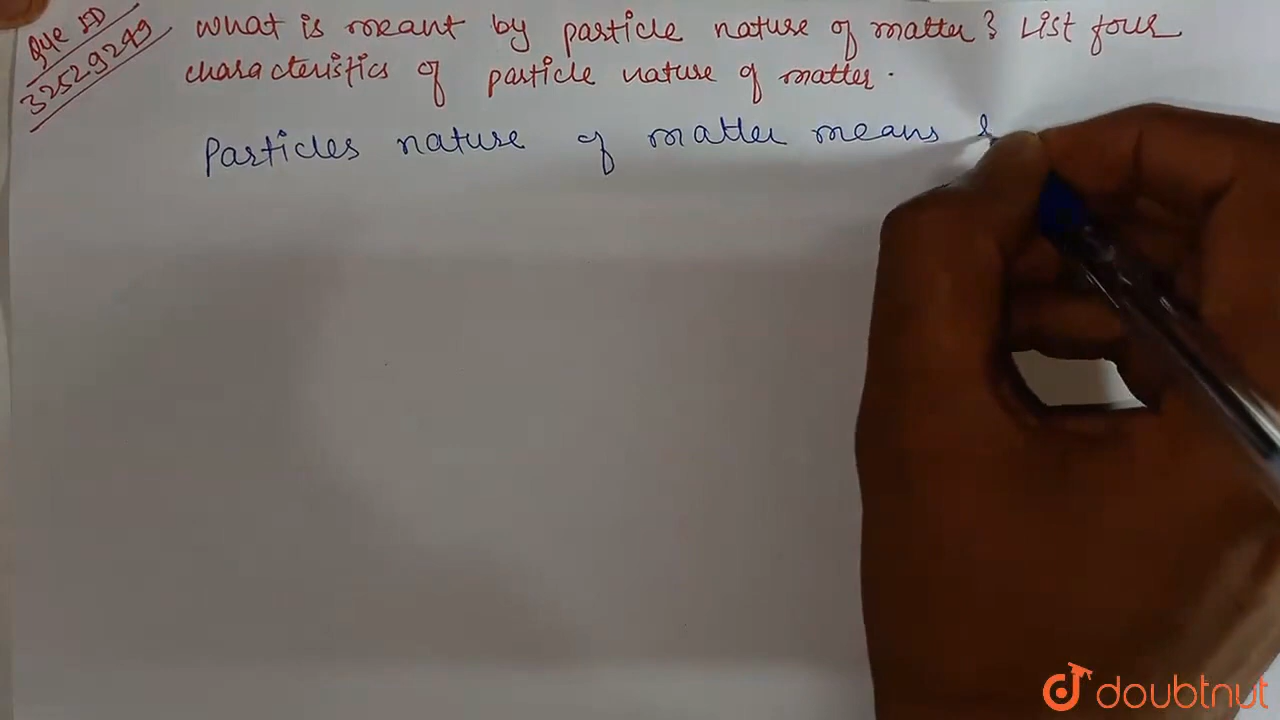 Que ID
32529249
What is meant by particle nature of matter? List four
characteristics of particle nature of matter.
Particles nature of matter means
doubtnut